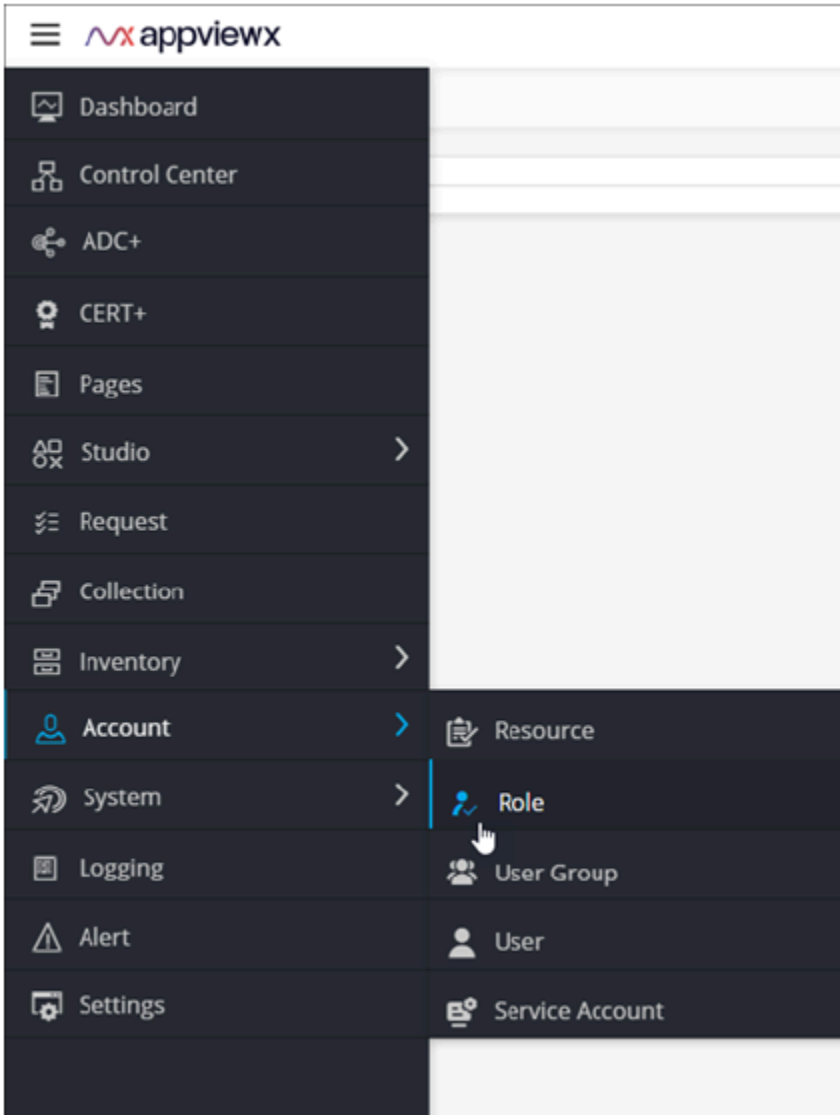 appviewx
Dashboard
Control Center
ADC+
CERT+
Pages
Studio
Request
Collection
Inventory
Account
System
Logging
Alert
Settings
Resource
Role
User Group
User
Service Account